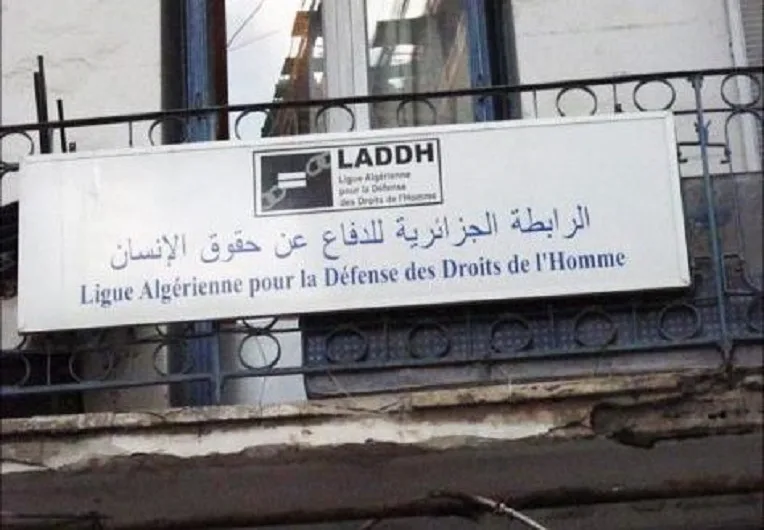 LADDH
Ligue Algérienne
pour la Défense
des Droits de l'Homme
الرابطة الجزائرية للدفاع عن حقوق الإنسان
Ligue Algérienne pour la Défense des Droits de l'Homme